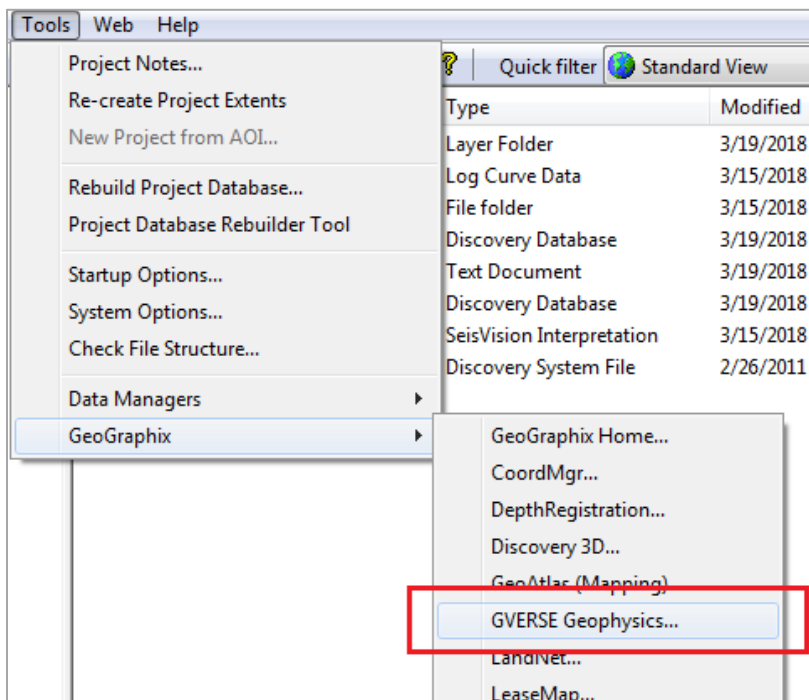 Tools Web Help
Quick filter Standard View
Project Notes...
Re-create Project Extents
New Project from AOI...
Rebuild Project Database...
Project Database Rebuilder Tool
Startup Options...
System Options...
Check File Structure...
Data Managers
GeoGraphix
Type Modified
Layer Folder 3/19/2018
Log Curve Data 3/15/2018
File folder 3/15/2018
Discovery Database 3/19/2018
Text Document 3/19/2018
Discovery Database 3/19/2018
SeisVision Interpretation 3/15/2018
Discovery System File 2/26/2011
GeoGraphix Home...
CoordMgr...
DepthRegistration...
Discovery 3D...
GeoAtlas (Mapping)
GVERSE Geophysics...
LandNet...
LeaseMap...